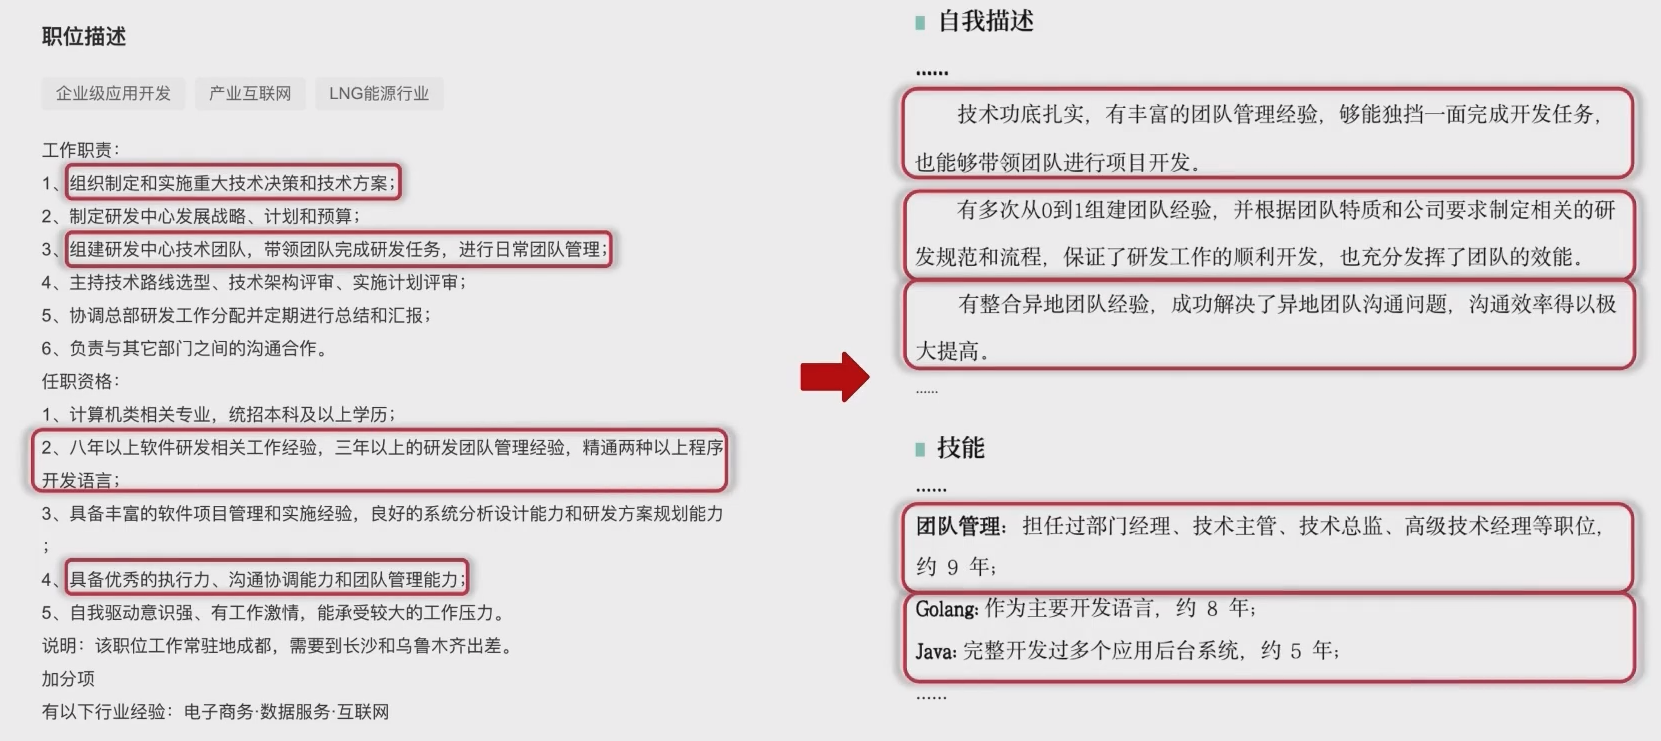 职位描述
企业级应用开发 产业互联网 LNG能源行业
工作职责：
1、组织制定和实施重大技术决策和技术方案；
2、制定研发中心发展战略、计划和预算；
3、组建研发中心技术团队，带领团队完成研发任务，进行日常团队管理；
4、主持技术路线选型、技术架构评审、实施计划评审；
5、协调总部研发工作分配并定期进行总结和汇报；
6、负责与其它部门之间的沟通合作。
任职资格：
1、计算机类相关专业，统招本科及以上学历；
2、八年以上软件研发相关工作经验，三年以上的研发团队管理经验，精通两种以上程序
开发语言；
3、具备丰富的软件项目管理和实施经验，良好的系统分析设计能力和研发方案规划能力
；
4、具备优秀的执行力、沟通协调能力和团队管理能力；
5、自我驱动意识强、有工作激情，能承受较大的工作压力。
说明：该职位工作常驻地成都，需要到长沙和乌鲁木齐出差。
加分项
有以下行业经验：电子商务·数据服务·互联网
自我描述
......
技术功底扎实，有丰富的团队管理经验，够能独挡一面完成开发任务，
也能够带领团队进行项目开发。
有多次从0到1组建团队经验，并根据团队特质和公司要求制定相关的研
发规范和流程，保证了研发工作的顺利开发，也充分发挥了团队的效能。
有整合异地团队经验，成功解决了异地团队沟通问题，沟通效率得以极
大提高。
......
技能
......
团队管理：担任过部门经理、技术主管、技术总监、高级技术经理等职位，
约 9 年；
Golang: 作为主要开发语言，约 8 年；
Java: 完整开发过多个应用后台系统，约 5 年；
......